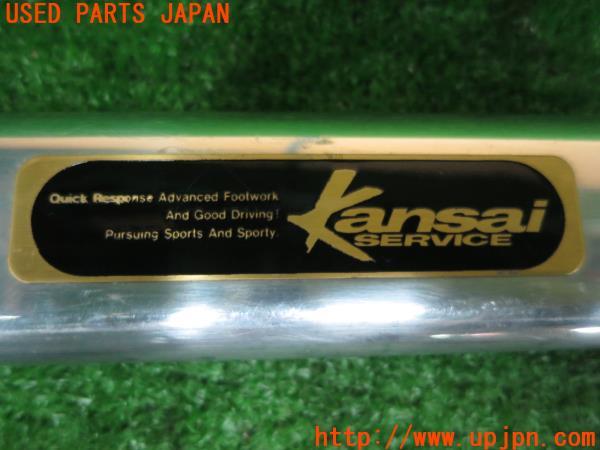 USED PARTS JAPAN
Quick Response Advanced Footwork
And Good Driving!
Pursuing Sports And Sporty.
Kansai
SERVICE
http://www.upjpn.com